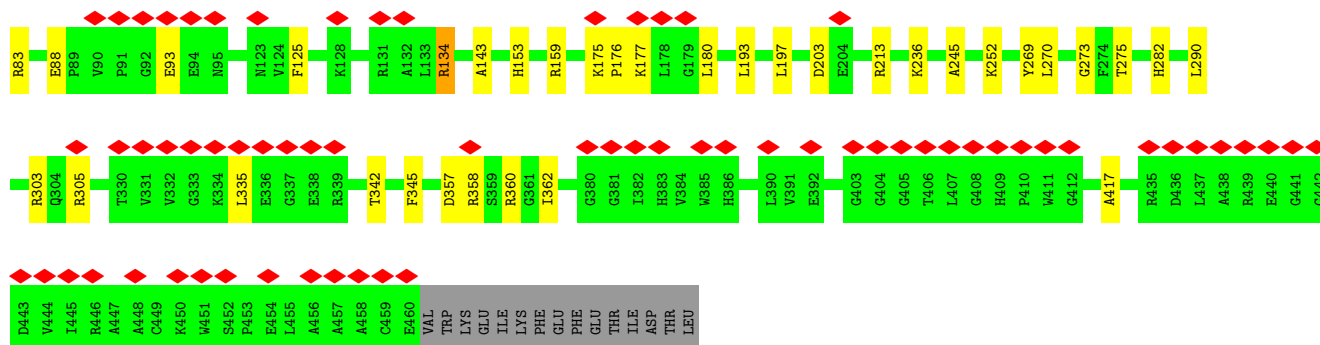 R83 E88 P89 V90 P91 G92 E93 E94 N95 N123 V124 F125 K128 R131 A132 L133 R134 A143 H153 R159 K175 P176 K177 L178 G179 L180 L193 L197 D203 E204 R213 K236 A245 K252 Y269 L270 G273 F274 T275 H282 L290
R303 Q304 R305 T330 V331 V332 G333 K334 L335 E336 G337 E338 R339 T342 F345 D357 R358 S359 R360 G361 I362 G380 G381 I382 H383 V384 W385 H386 L390 V391 E392 G403 G404 G405 T406 L407 G408 H409 P410 W411 G412 A417 R435 D436 L437 A438 R439 E440 G441
D443 V444 I445 R446 A447 A448 C449 K450 W451 S452 P453 E454 L455 A456 A457 A458 C459 E460 VAL TRP LYS GLU ILE LYS PHE GLU PHE GLU THR ILE ASP THR LEU